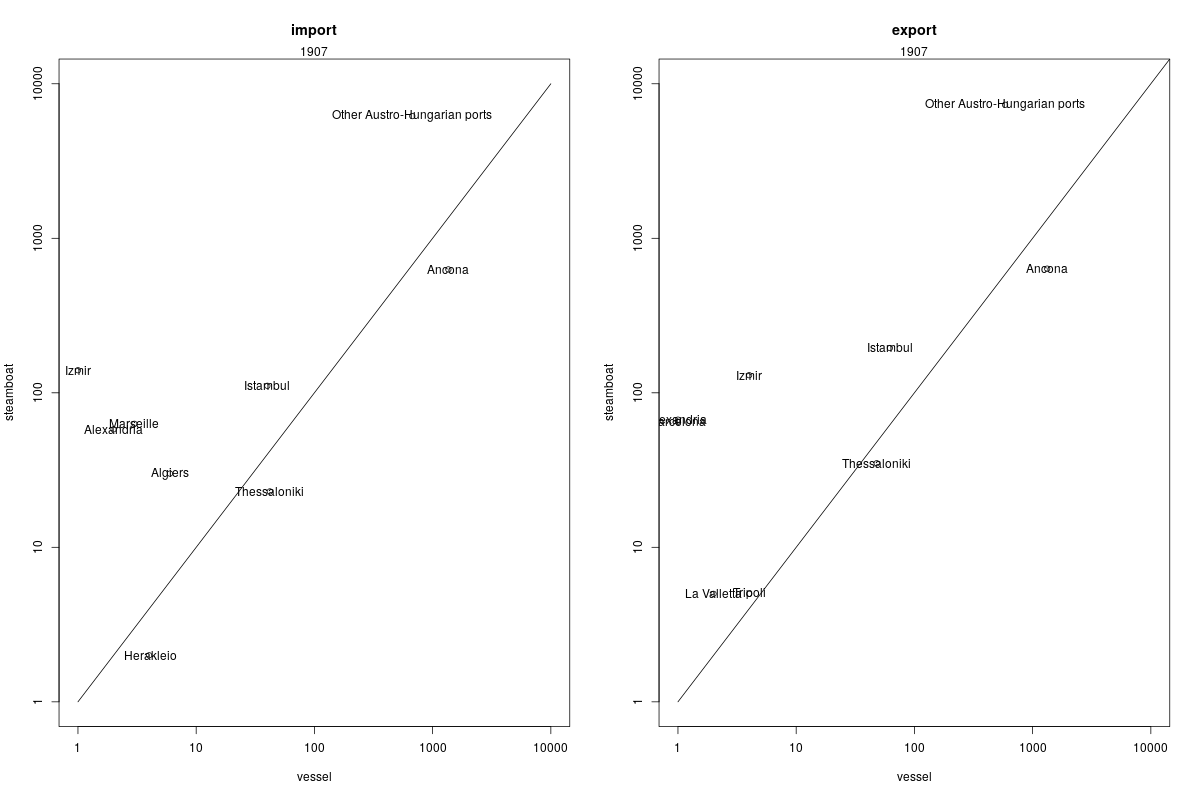 import
1907
10000
1000
100
10
1
steamboat
Other Austro-Hungarian ports
Ancona
Izmir
Istambul
Marseille
Alexandria
Algiers
Thessaloniki
Herakleio
1 10 100 1000 10000
vessel
export
1907
10000
1000
100
10
1
steamboat
Other Austro-Hungarian ports
Ancona
Istambul
Izmir
exandria
arcelona
Thessaloniki
La Valletta
Tripoli
1 10 100 1000 10000
vessel